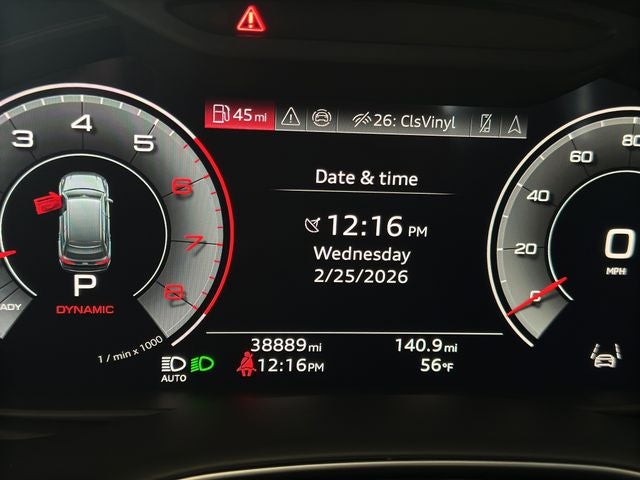 45 mi
26: ClsVinyl
Date & time
12:16 PM
Wednesday
2/25/2026
38889 mi
140.9 mi
12:16 PM
56°F
3
4
5
6
7
8
P
DYNAMIC
1 / min x 1000
AUTO
80
60
40
20
0
0
MPH